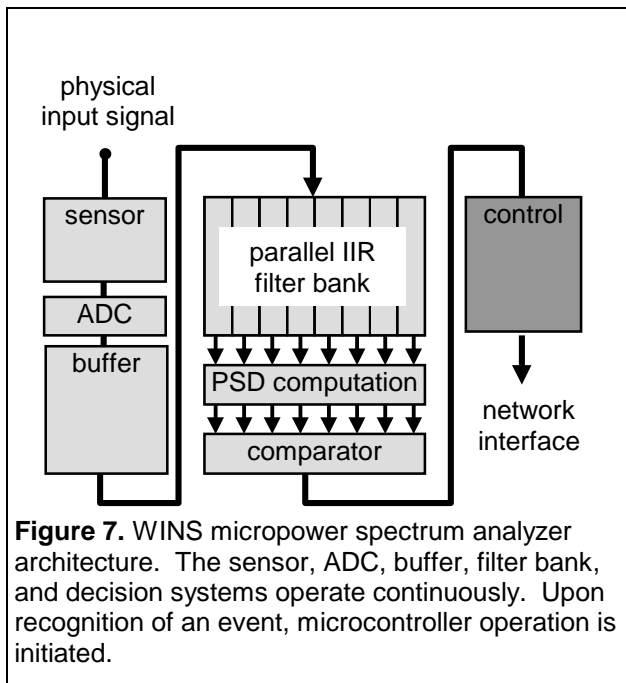 physical
input signal
sensor
ADC
buffer
parallel IIR
filter bank
PSD computation
comparator
control
network
interface
Figure 7. WINS micropower spectrum analyzer
architecture. The sensor, ADC, buffer, filter bank,
and decision systems operate continuously. Upon
recognition of an event, microcontroller operation is
initiated.